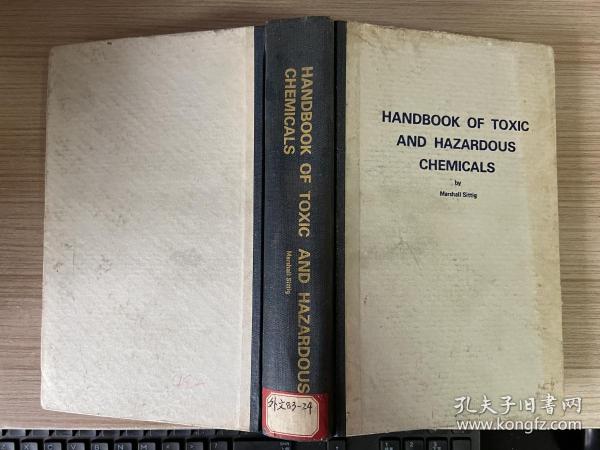 HANDBOOK OF TOXIC
AND HAZARDOUS
CHEMICALS
by
Marshall Sittig
HANDBOOK OF TOXIC AND HAZARDOUS
CHEMICALS
Marshall Sittig
外文83-24
孔夫子旧书网
www.kongfz.com